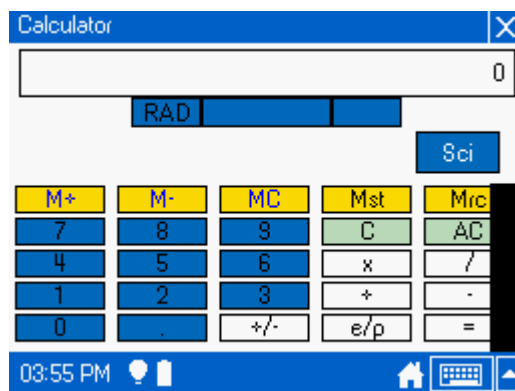 Calculator
0
RAD
Sci
M+ M- MC Mst Mrc
7 8 9 C AC
4 5 6 x /
1 2 3 + -
0 . +/- e/ρ =
03:55 PM